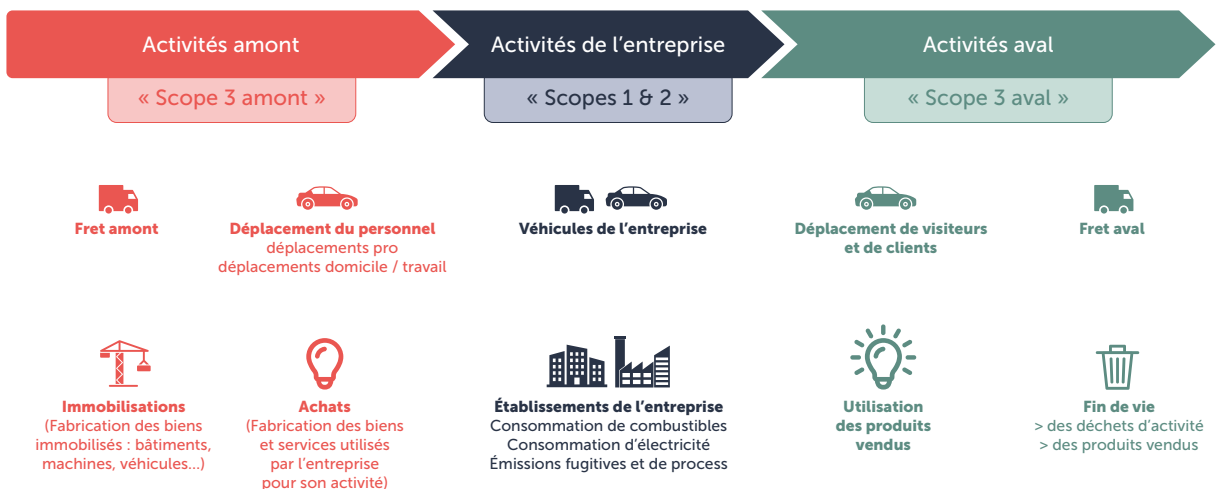 Activités amont
Activités de l'entreprise
Activités aval
« Scope 3 amont »
« Scopes 1 & 2 »
« Scope 3 aval »
Fret amont
Déplacement du personnel
déplacements pro
déplacements domicile / travail
Véhicules de l'entreprise
Déplacement de visiteurs
et de clients
Fret aval
Immobilisations
(Fabrication des biens
immobilisés : bâtiments,
machines, véhicules...)
Achats
(Fabrication des biens
et services utilisés
par l'entreprise
pour son activité)
Établissements de l'entreprise
Consommation de combustibles
Consommation d'électricité
Émissions fugitives et de process
Utilisation
des produits
vendus
Fin de vie
> des déchets d'activité
> des produits vendus